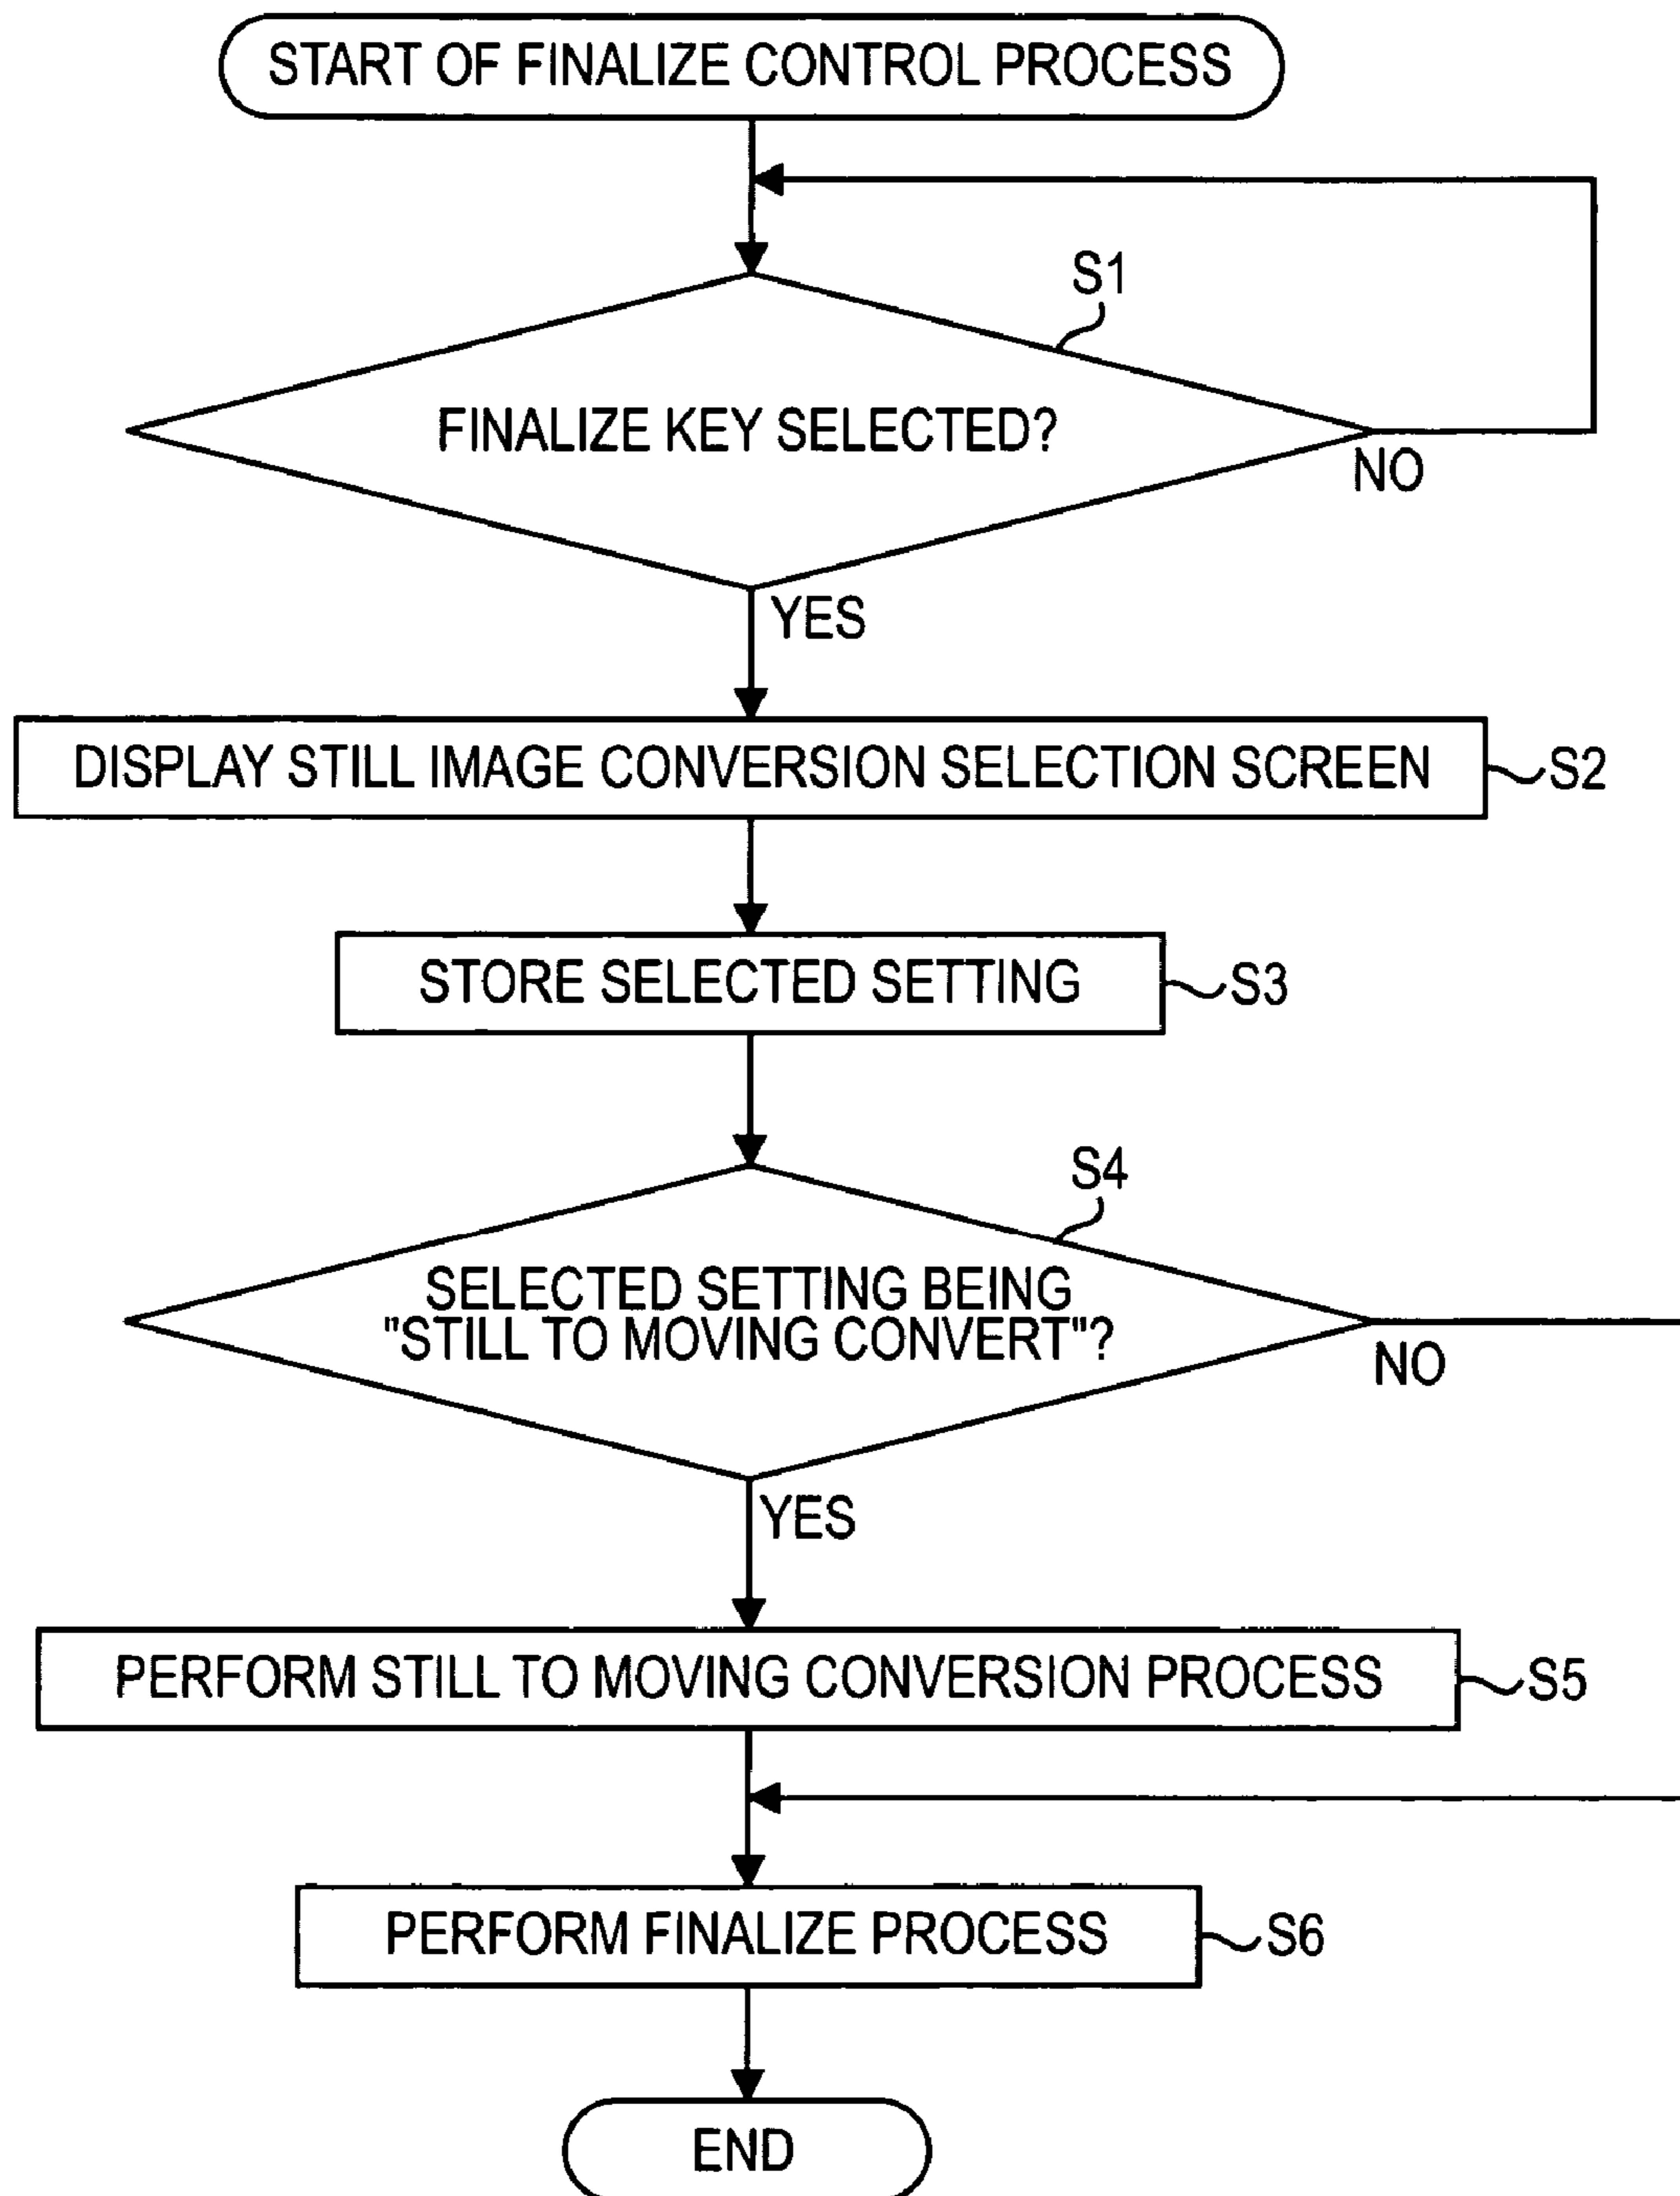 START OF FINALIZE CONTROL PROCESS
S1
FINALIZE KEY SELECTED?
NO
YES
DISPLAY STILL IMAGE CONVERSION SELECTION SCREEN
S2
STORE SELECTED SETTING
S3
S4
SELECTED SETTING BEING
"STILL TO MOVING CONVERT"?
NO
YES
PERFORM STILL TO MOVING CONVERSION PROCESS
S5
PERFORM FINALIZE PROCESS
S6
END